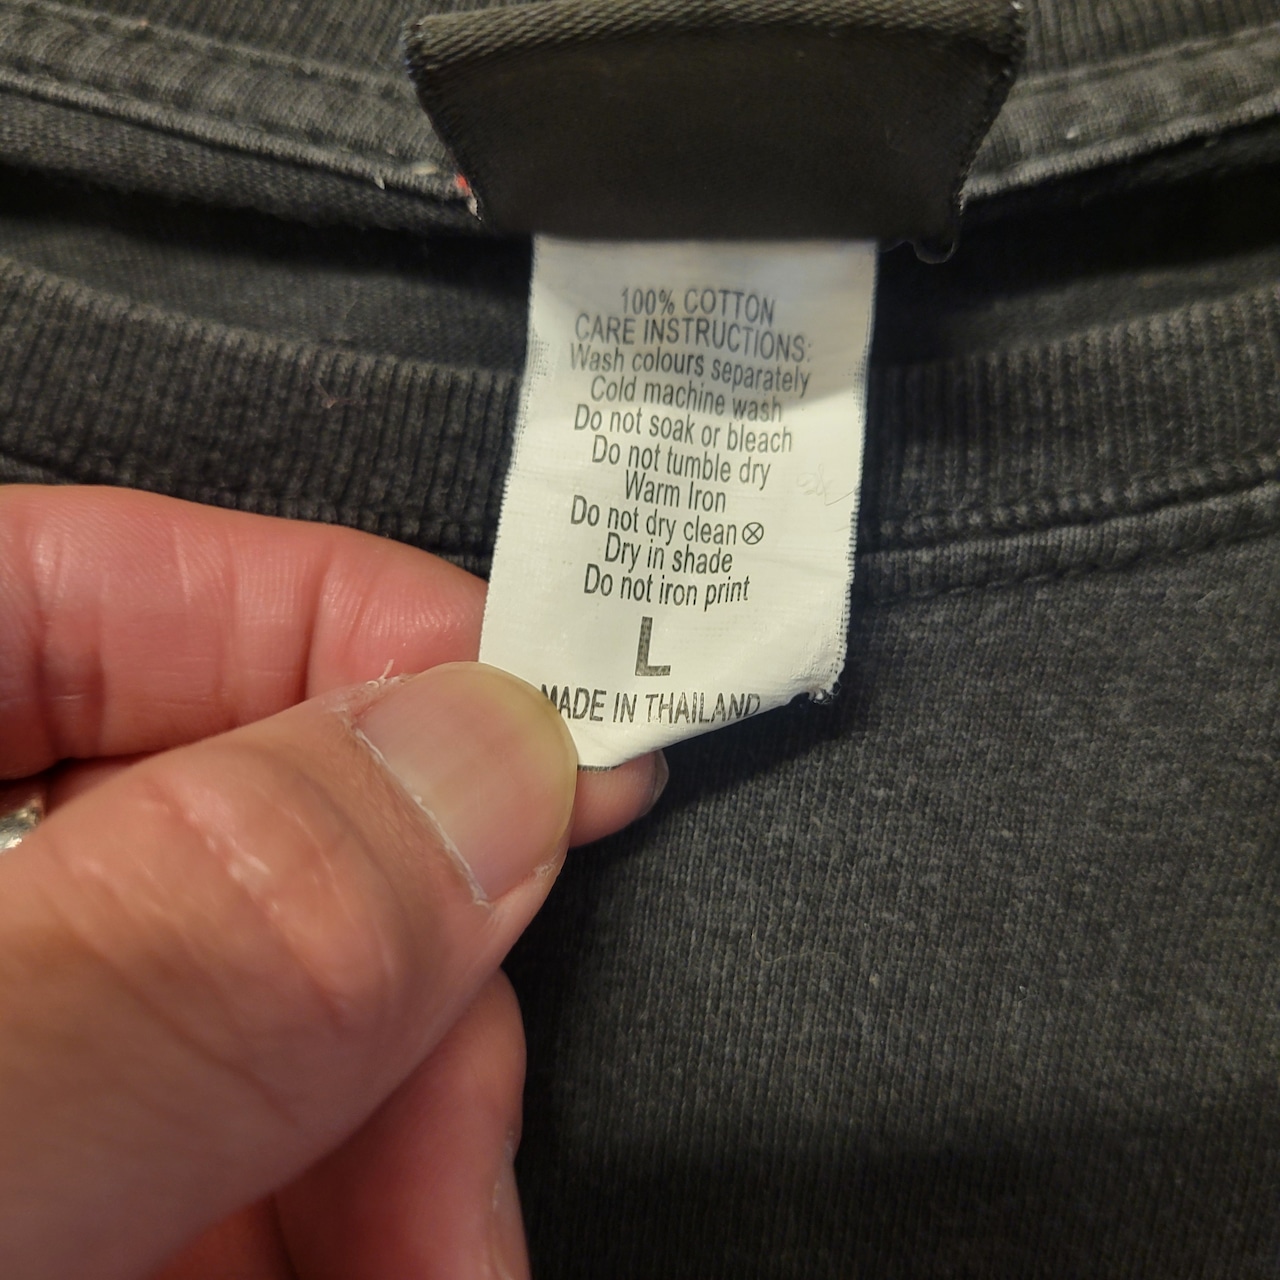 100% COTTON
CARE INSTRUCTIONS:
Wash colours separately
Cold machine wash
Do not soak or bleach
Do not tumble dry
Warm Iron
Do not dry clean ⊗
Dry in shade
Do not iron print
L
MADE IN THAILAND